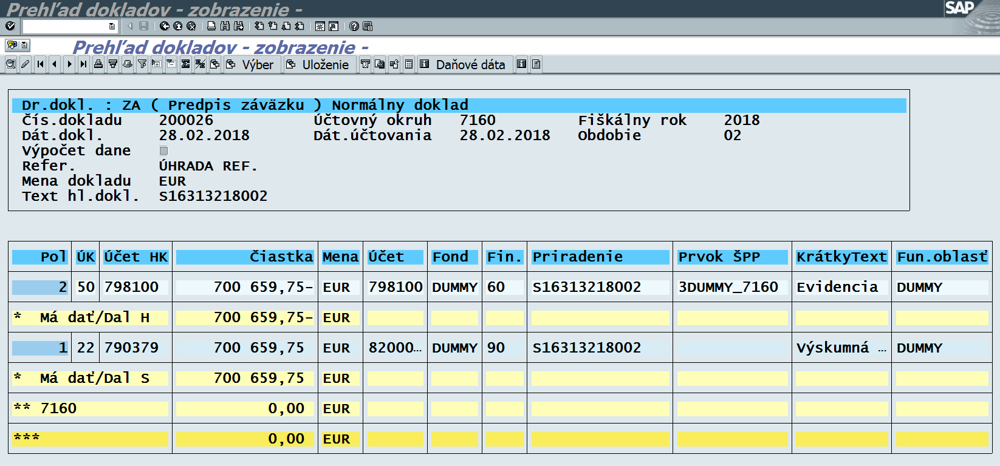 Prehľad dokladov - zobrazenie -
SAP
Prehľad dokladov - zobrazenie -
Výber Uloženie Daňové dáta
Dr.dokl. : ZA ( Predpis záväzku ) Normálny doklad
Čís.dokladu 200026 Účtovný okruh 7160 Fiškálny rok 2018
Dát.dokl. 28.02.2018 Dát.účtovania 28.02.2018 Obdobie 02
Výpočet dane
Refer. ÚHRADA REF.
Mena dokladu EUR
Text hl.dokl. S16313218002
Pol ÚK Účet HK Čiastka Mena Účet Fond Fin. Priradenie Prvok ŠPP KrátkyText Fun.oblasť
2 50 798100 700 659,75- EUR 798100 DUMMY 60 S16313218002 3DUMMY_7160 Evidencia DUMMY
* Má dať/Dal H 700 659,75- EUR
1 22 790379 700 659,75 EUR 82000... DUMMY 90 S16313218002 Výskumná ... DUMMY
* Má dať/Dal S 700 659,75 EUR
** 7160 0,00 EUR
*** 0,00 EUR